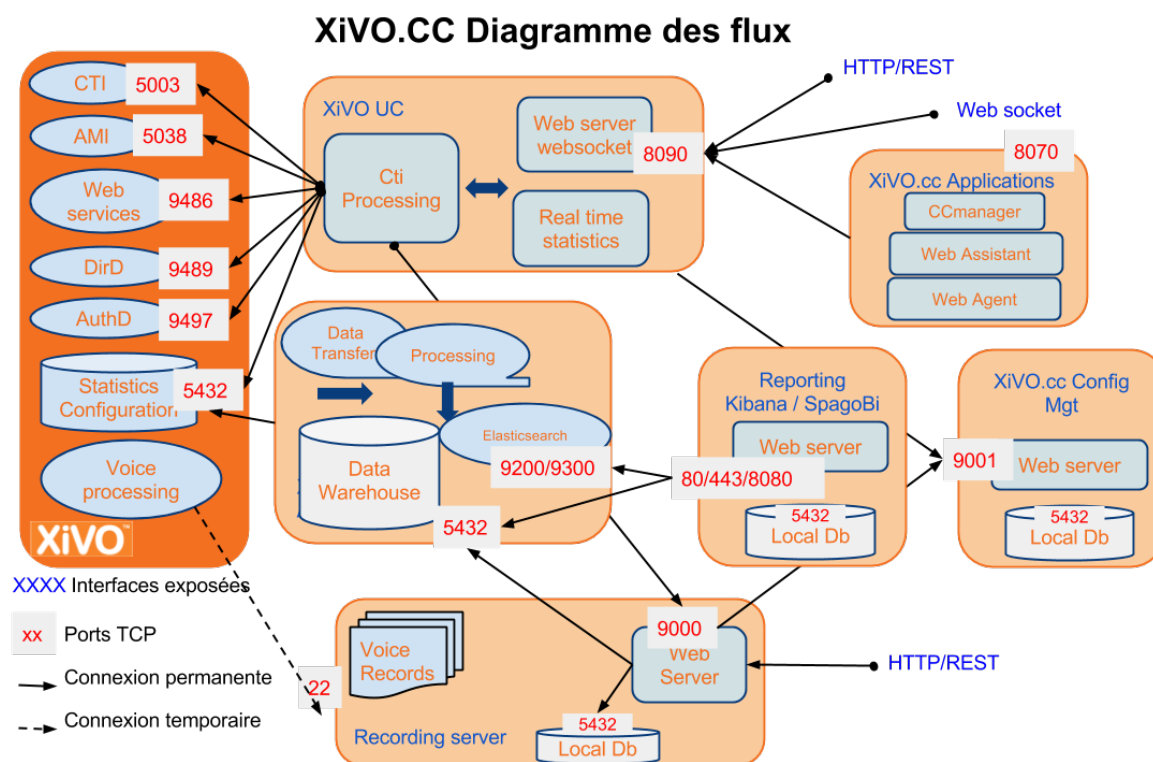 XiVO.CC Diagramme des flux
CTI
5003
AMI
5038
Web
services
9486
DirD
9489
AuthD
9497
Statistics
Configuration
5432
Voice
processing
XiVO™
XiVO UC
Cti
Processing
Web server
websocket
8090
Real time
statistics
HTTP/REST
Web socket
8070
XiVO.cc Applications
CCmanager
Web Assistant
Web Agent
Data
Transfer
Processing
Elasticsearch
9200/9300
Data
Warehouse
5432
Reporting
Kibana / SpagoBi
Web server
80/443/8080
5432
Local Db
XiVO.cc Config
Mgt
9001
Web server
5432
Local Db
XXXX Interfaces exposées
xx Ports TCP
Connexion permanente
Connexion temporaire
22
Voice
Records
9000
Web
Server
HTTP/REST
5432
Local Db
Recording server